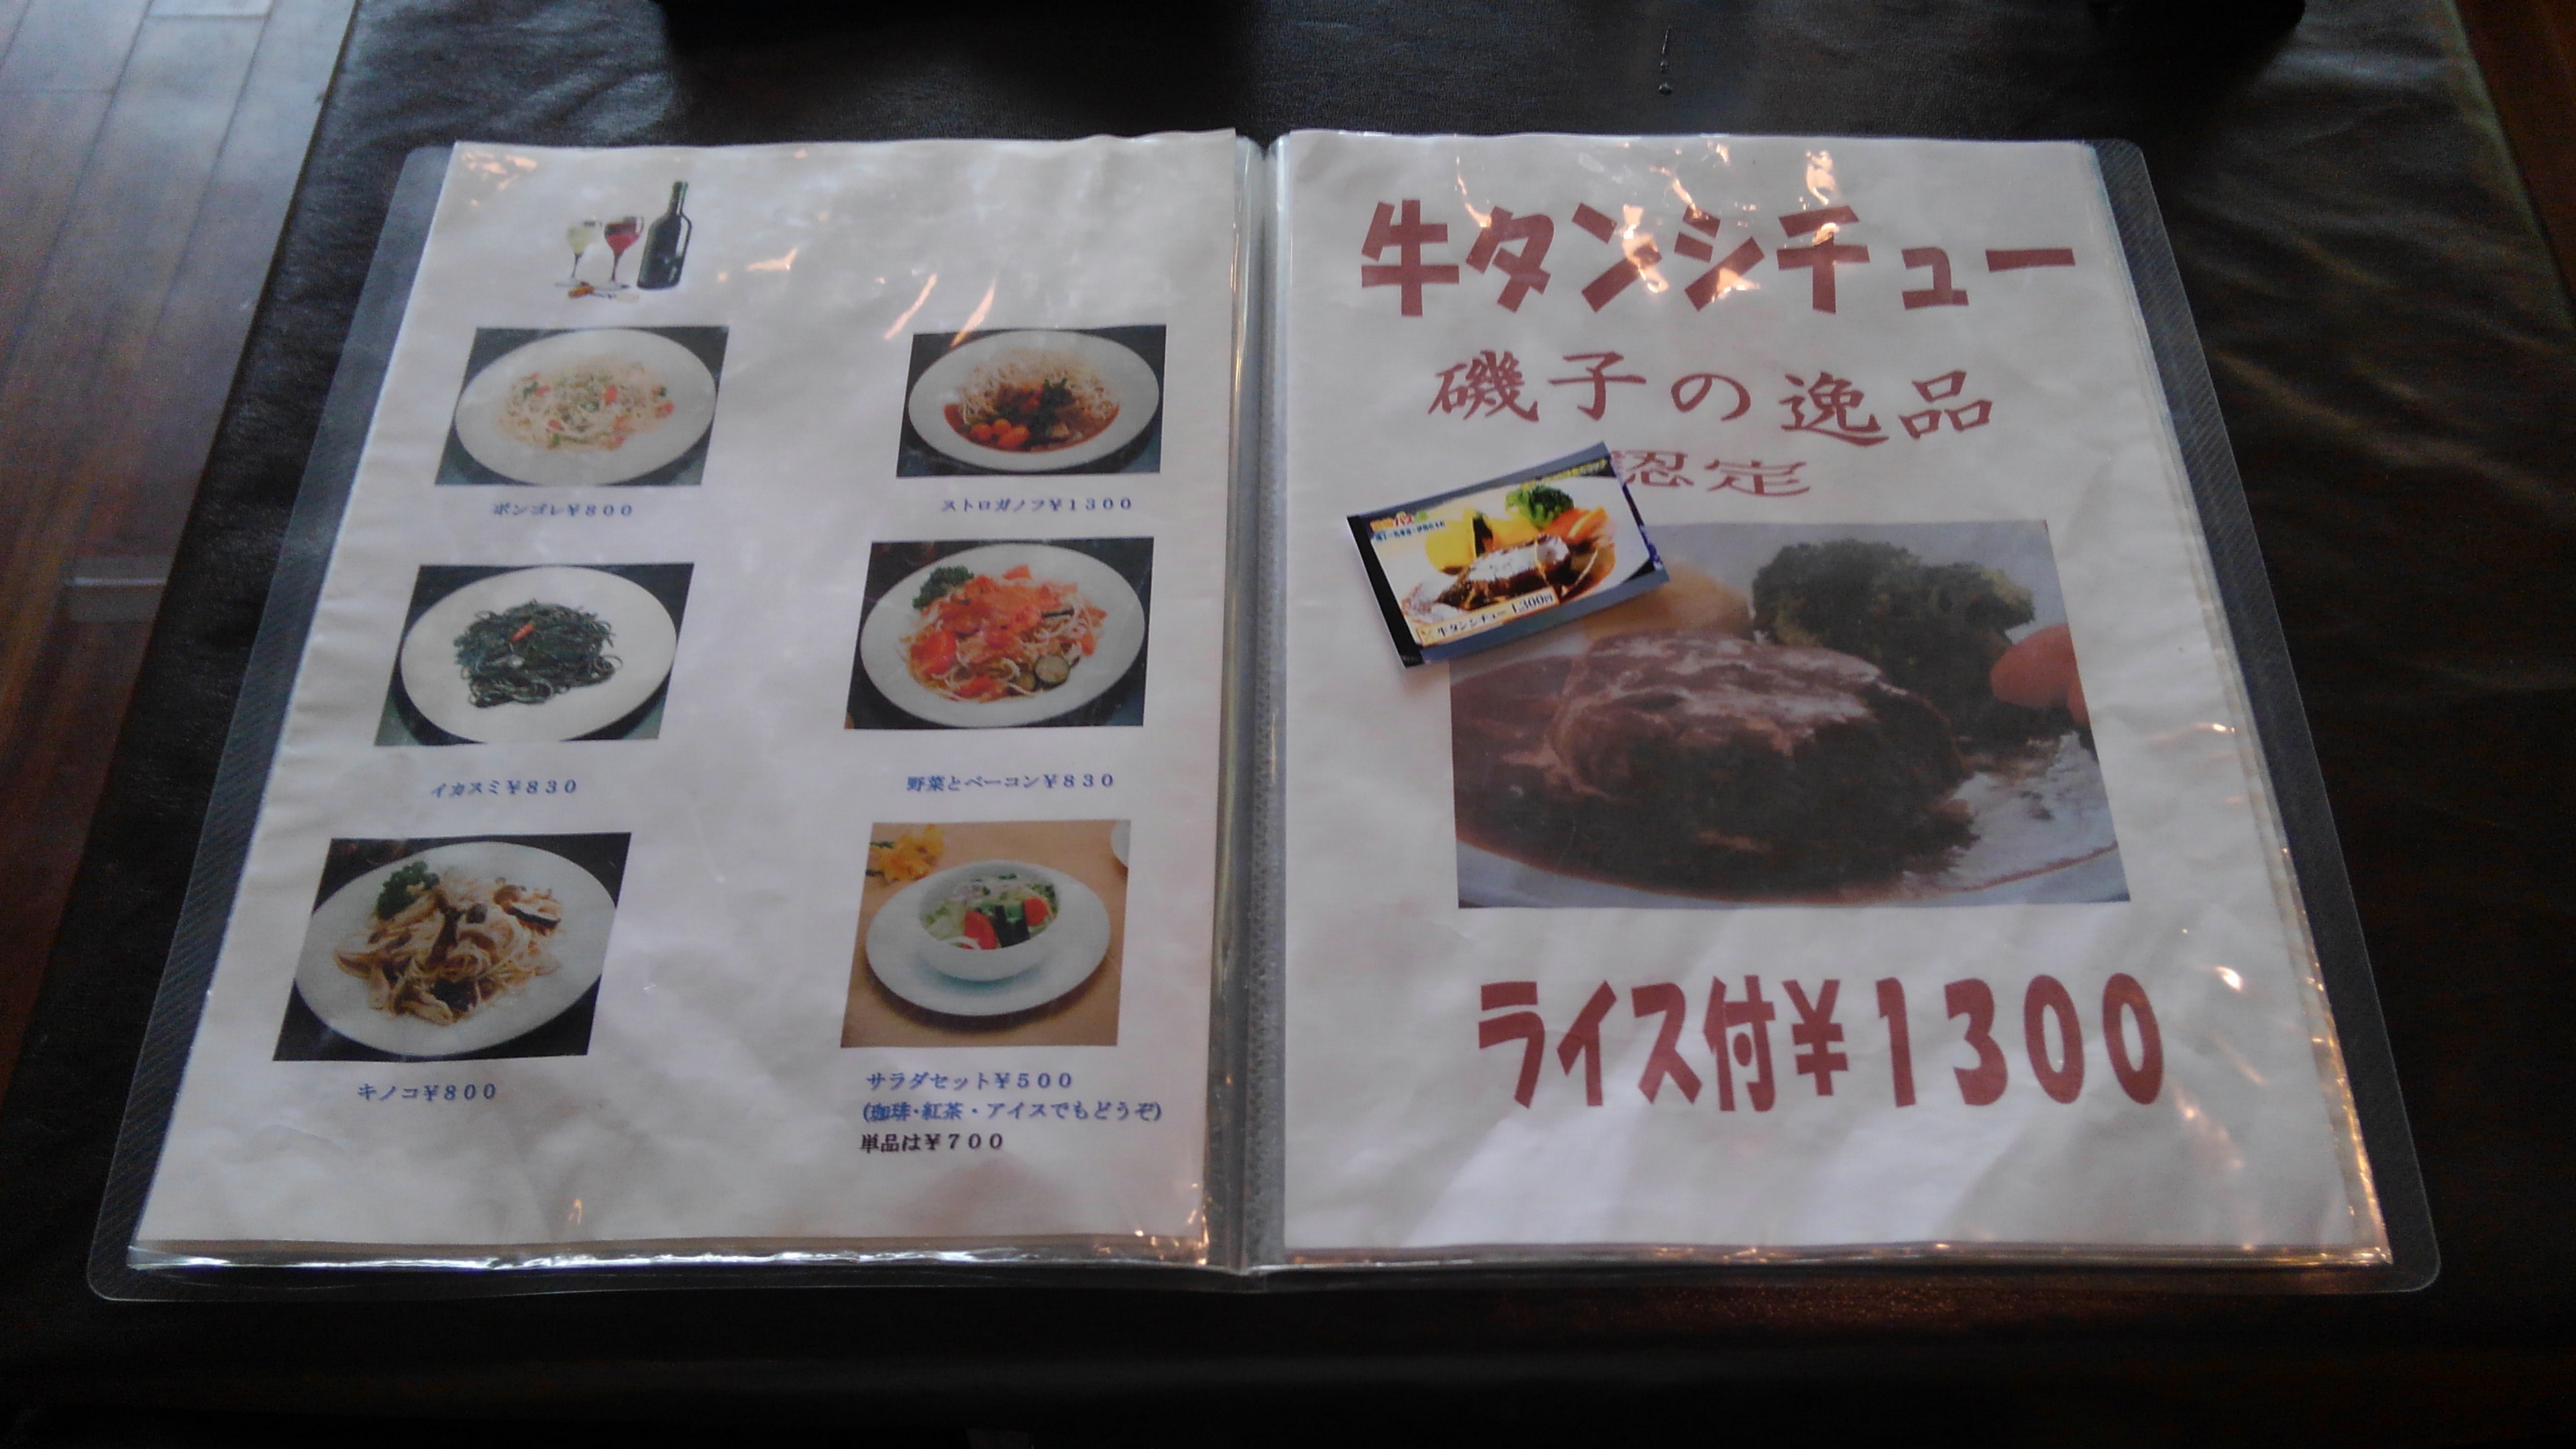 ボンゴレ￥８００
ストロガノフ￥１３００
イカスミ￥８３０
野菜とベーコン￥８３０
キノコ￥８００
サラダセット￥５００
(珈琲・紅茶・アイスでもどうぞ)
単品は￥７００
牛タンシチュー
磯子の逸品
認定
牛タンシチュー 1,300円
ライス付￥１３００